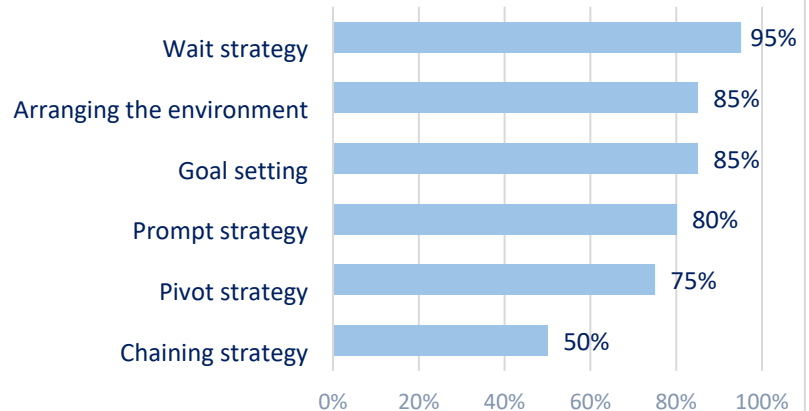 Wait strategy 95%
Arranging the environment 85%
Goal setting 85%
Prompt strategy 80%
Pivot strategy 75%
Chaining strategy 50%
0% 20% 40% 60% 80% 100%